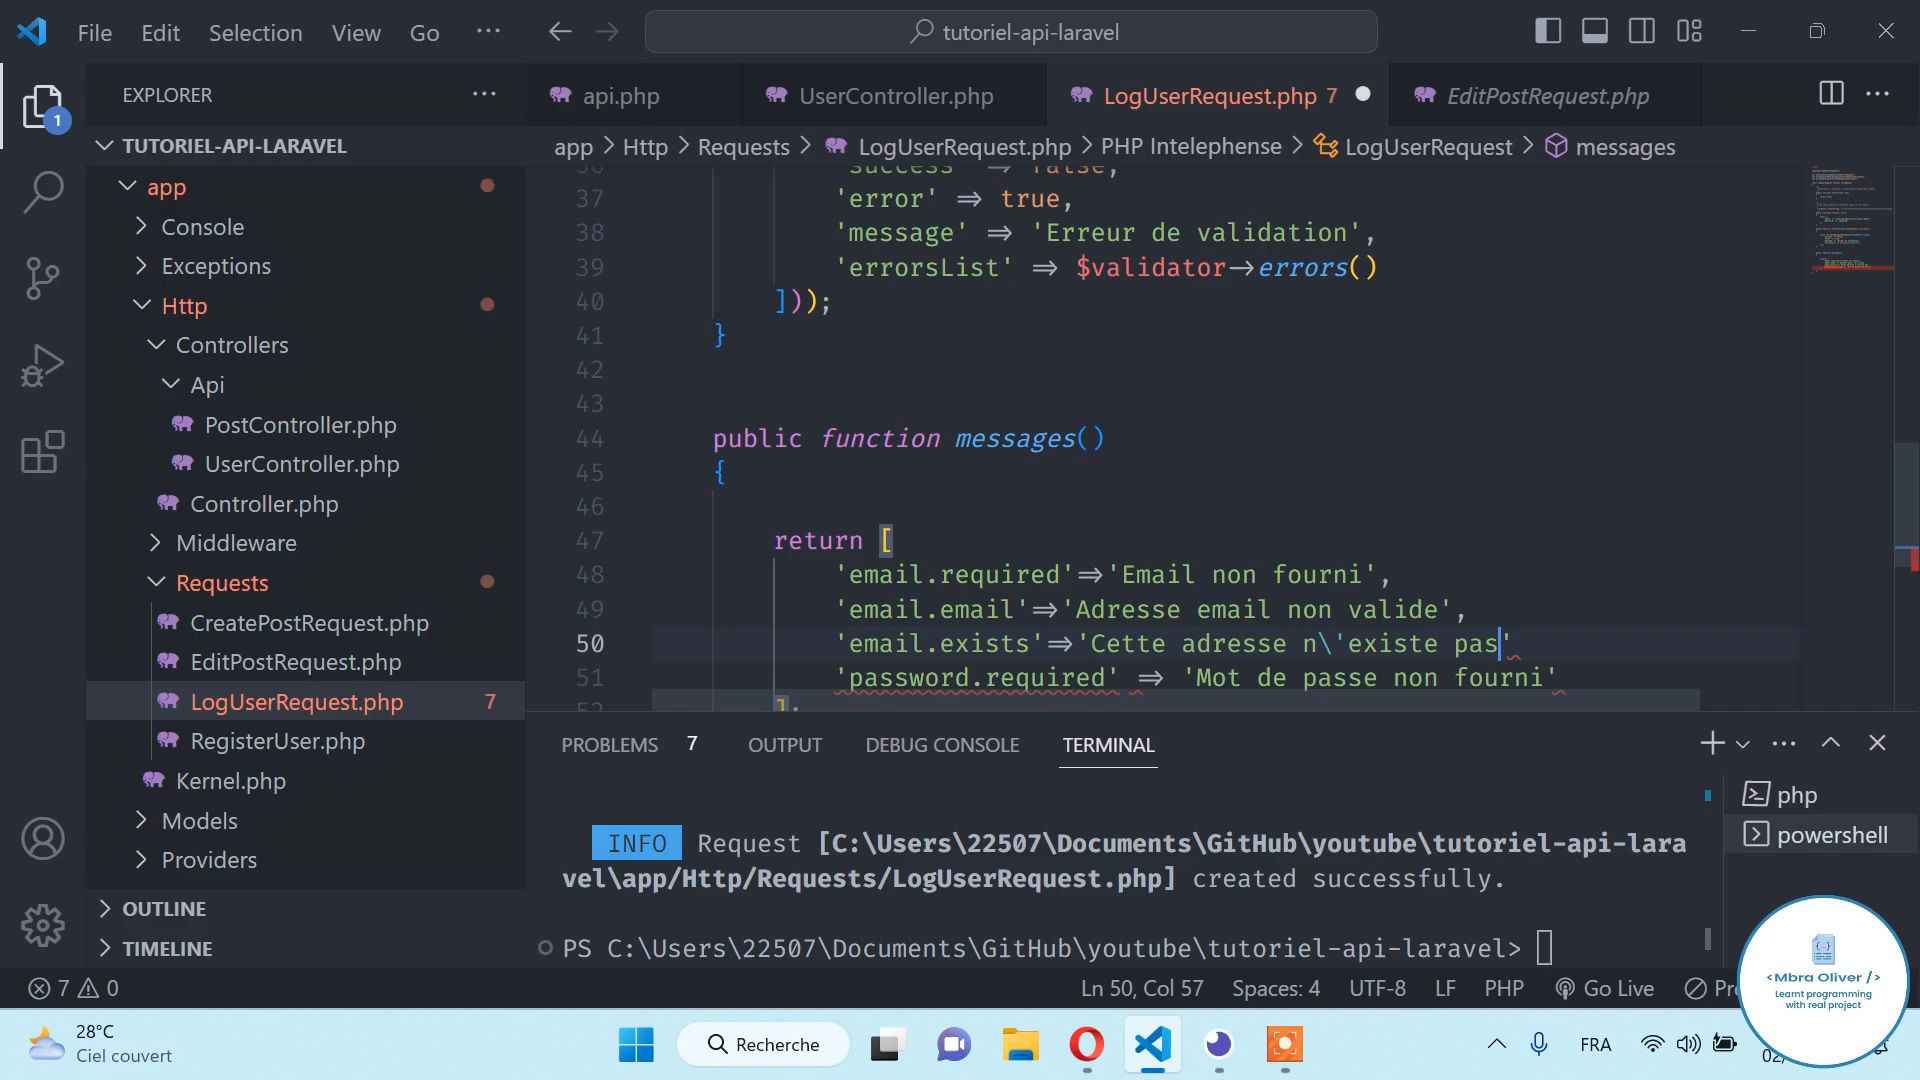 File Edit Selection View Go ··· tutoriel-api-laravel
1
EXPLORER
TUTORIEL-API-LARAVEL
app
Console
Exceptions
Http
Controllers
Api
PostController.php
UserController.php
Controller.php
Middleware
Requests
CreatePostRequest.php
EditPostRequest.php
LogUserRequest.php 7
RegisterUser.php
Kernel.php
Models
Providers
OUTLINE
TIMELINE
api.php UserController.php LogUserRequest.php 7 EditPostRequest.php
app > Http > Requests > LogUserRequest.php > PHP Intelephense > LogUserRequest > messages
36 'success' => false,
37 'error' => true,
38 'message' => 'Erreur de validation',
39 'errorsList' => $validator->errors()
40 ]));
41 }
42
43
44 public function messages()
45 {
46
47 return [
48 'email.required'=>'Email non fourni',
49 'email.email'=>'Adresse email non valide',
50 'email.exists'=>'Cette adresse n\'existe pas'
51 'password.required' => 'Mot de passe non fourni'
52 ];
PROBLEMS 7 OUTPUT DEBUG CONSOLE TERMINAL
INFO Request [C:\Users\22507\Documents\GitHub\youtube\tutoriel-api-lara
vel\app/Http/Requests/LogUserRequest.php] created successfully.
PS C:\Users\22507\Documents\GitHub\youtube\tutoriel-api-laravel>
php
powershell
7 0 Ln 50, Col 57 Spaces: 4 UTF-8 LF PHP Go Live
{...}
<Mbra Oliver />
Learnt programming
with real project
28°C
Ciel couvert
Recherche
FRA
02/